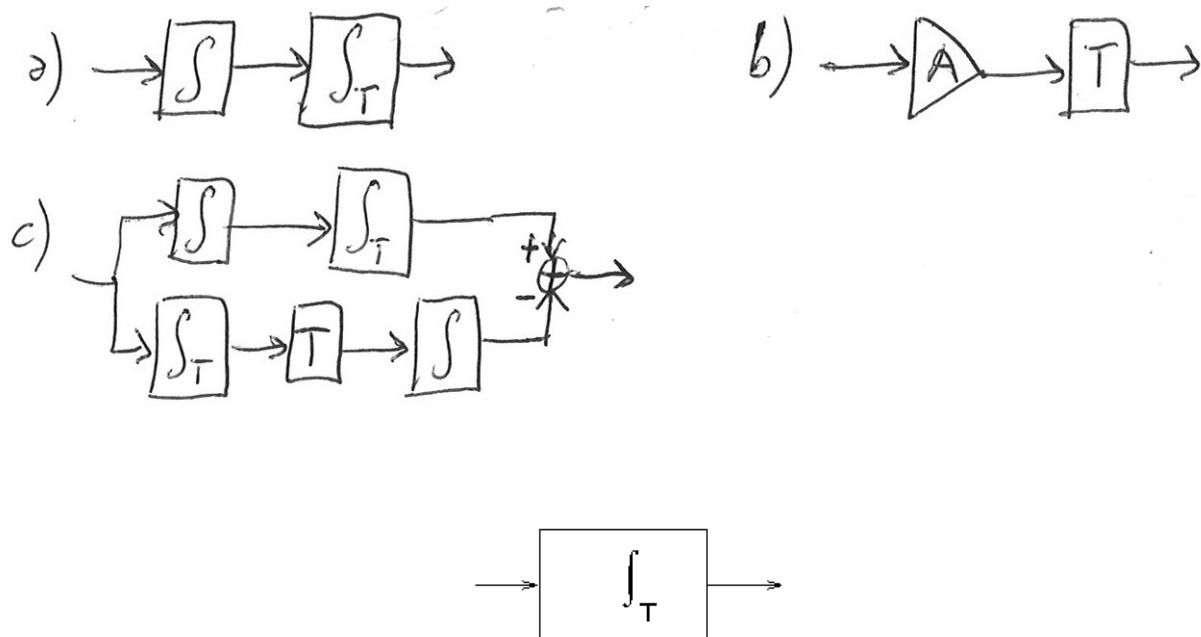 a) ∫ ∫T b) A T
c) ∫ ∫T
+
-
∫T T ∫
∫T